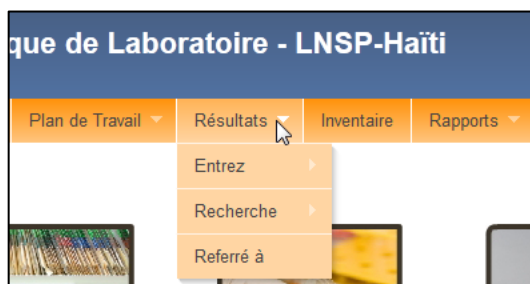 que de Laboratoire - LNSP-Haïti
Plan de Travail Résultats Inventaire Rapports
Entrez
Recherche
Referré à